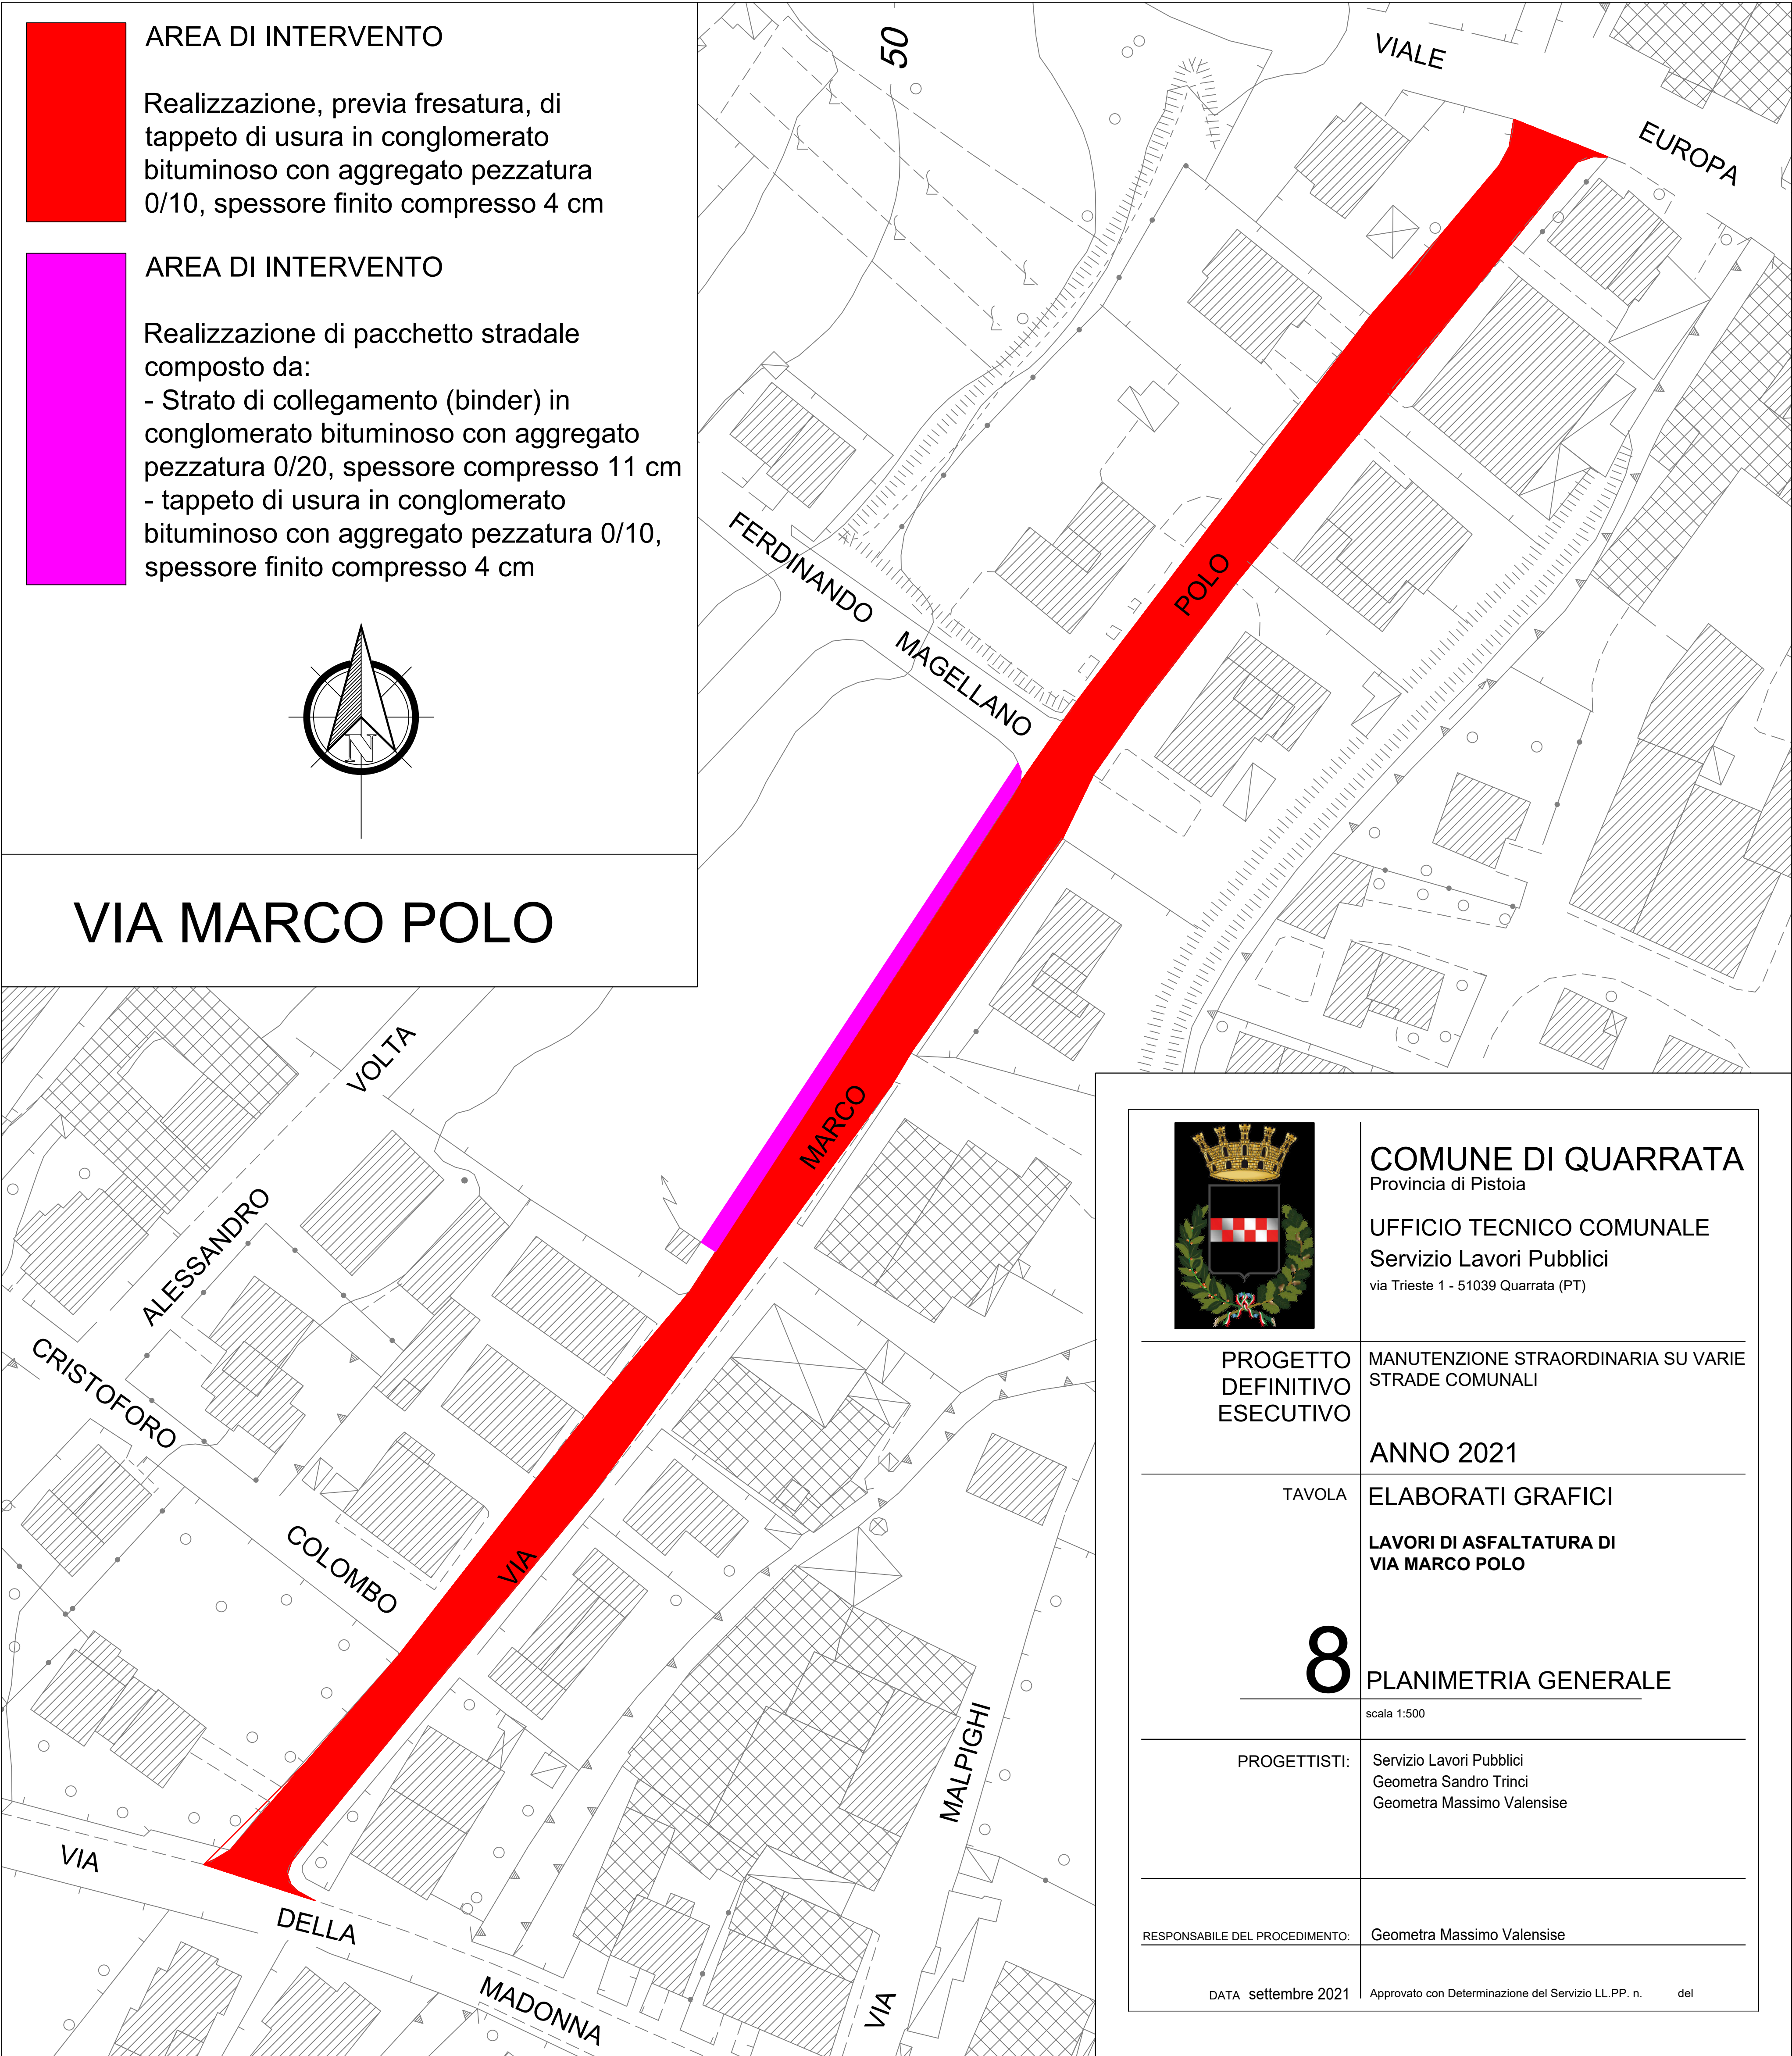 AREA DI INTERVENTO
Realizzazione, previa fresatura, di
tappeto di usura in conglomerato
bituminoso con aggregato pezzatura
0/10, spessore finito compresso 4 cm
AREA DI INTERVENTO
Realizzazione di pacchetto stradale
composto da:
- Strato di collegamento (binder) in
conglomerato bituminoso con aggregato
pezzatura 0/20, spessore compresso 11 cm
- tappeto di usura in conglomerato
bituminoso con aggregato pezzatura 0/10,
spessore finito compresso 4 cm
N
VIA MARCO POLO
50
VIALE
EUROPA
FERDINANDO
MAGELLANO
POLO
MARCO
VIA
VOLTA
ALESSANDRO
CRISTOFORO
COLOMBO
VIA
DELLA
MADONNA
MALPIGHI
VIA
COMUNE DI QUARRATA
Provincia di Pistoia
UFFICIO TECNICO COMUNALE
Servizio Lavori Pubblici
via Trieste 1 - 51039 Quarrata (PT)
PROGETTO
DEFINITIVO
ESECUTIVO
MANUTENZIONE STRAORDINARIA SU VARIE
STRADE COMUNALI
ANNO 2021
TAVOLA
ELABORATI GRAFICI
LAVORI DI ASFALTATURA DI
VIA MARCO POLO
8
PLANIMETRIA GENERALE
scala 1:500
PROGETTISTI:
Servizio Lavori Pubblici
Geometra Sandro Trinci
Geometra Massimo Valensise
RESPONSABILE DEL PROCEDIMENTO:
Geometra Massimo Valensise
DATA settembre 2021
Approvato con Determinazione del Servizio LL.PP. n. del